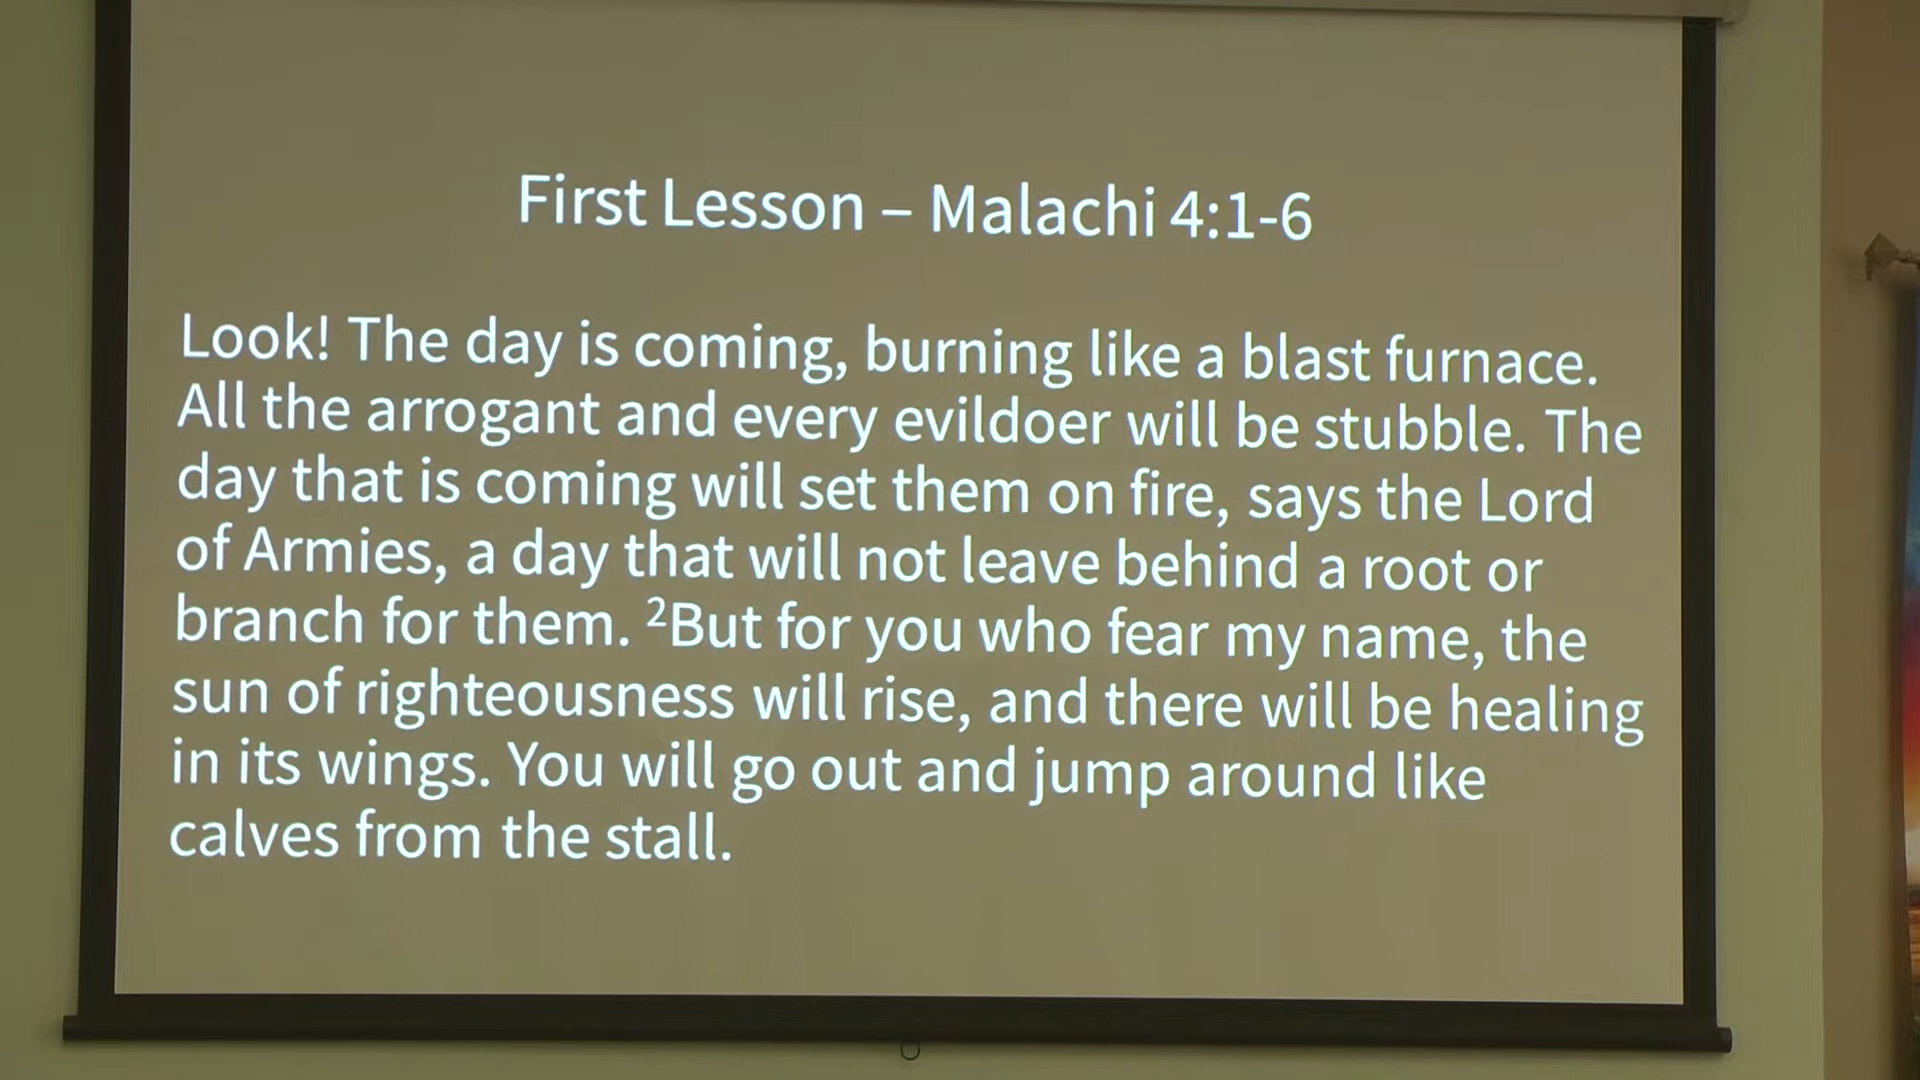 First Lesson – Malachi 4:1-6
Look! The day is coming, burning like a blast furnace.
All the arrogant and every evildoer will be stubble. The
day that is coming will set them on fire, says the Lord
of Armies, a day that will not leave behind a root or
branch for them. ²But for you who fear my name, the
sun of righteousness will rise, and there will be healing
in its wings. You will go out and jump around like
calves from the stall.